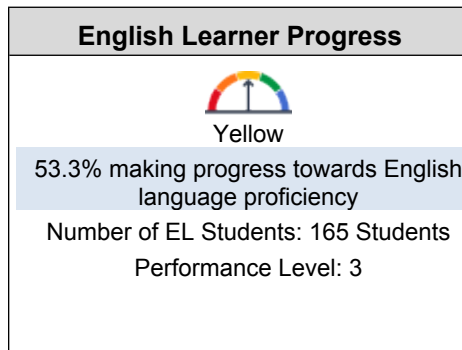 English Learner Progress
Yellow
53.3% making progress towards English
language proficiency
Number of EL Students: 165 Students
Performance Level: 3